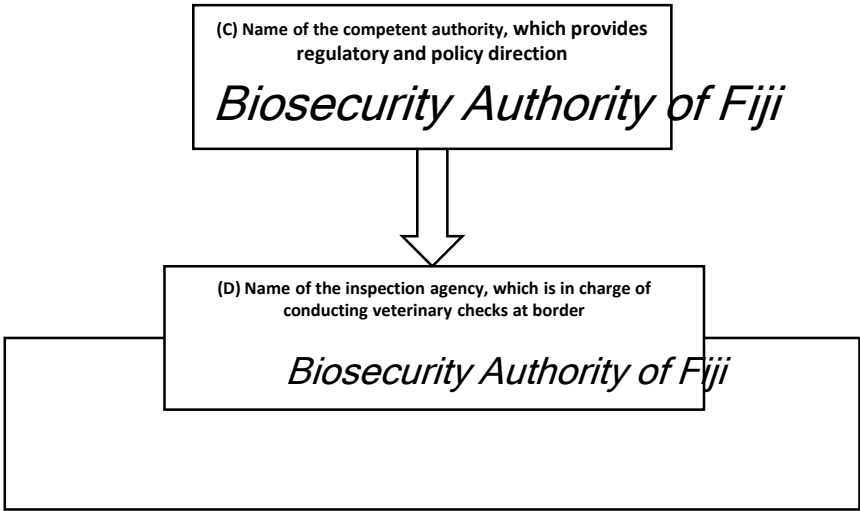 (C) Name of the competent authority, which provides
regulatory and policy direction
Biosecurity Authority of Fiji
(D) Name of the inspection agency, which is in charge of
conducting veterinary checks at border
Biosecurity Authority of Fiji